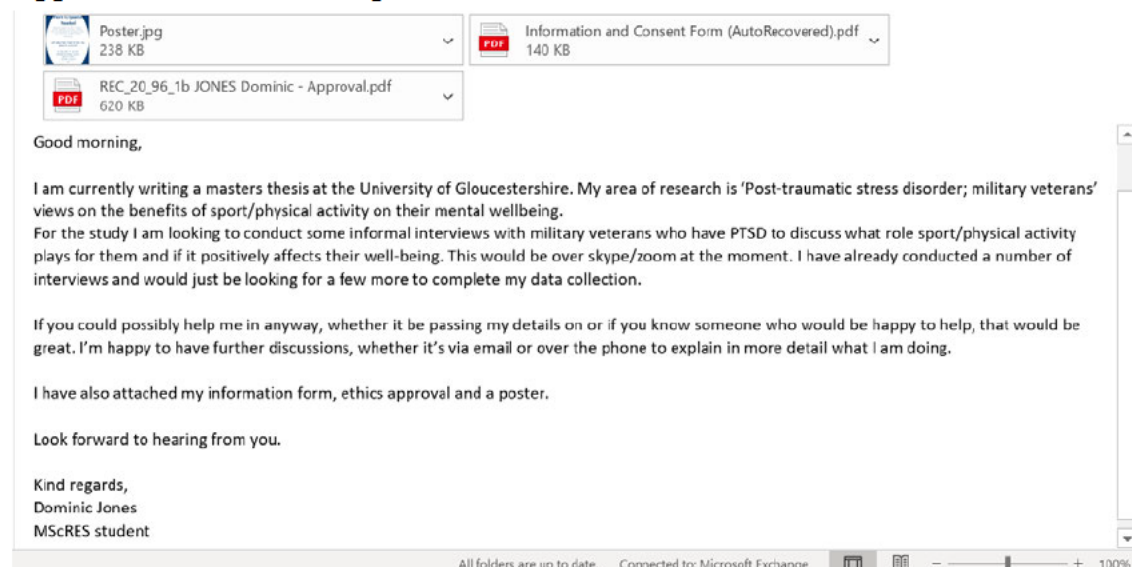 Poster.jpg
238 KB
Information and Consent Form (AutoRecovered).pdf
140 KB
PDF
REC_20_96_1b JONES Dominic - Approval.pdf
620 KB
PDF
Good morning,
I am currently writing a masters thesis at the University of Gloucestershire. My area of research is ‘Post-traumatic stress disorder; military veterans’
views on the benefits of sport/physical activity on their mental wellbeing.
For the study I am looking to conduct some informal interviews with military veterans who have PTSD to discuss what role sport/physical activity
plays for them and if it positively affects their well-being. This would be over skype/zoom at the moment. I have already conducted a number of
interviews and would just be looking for a few more to complete my data collection.
If you could possibly help me in anyway, whether it be passing my details on or if you know someone who would be happy to help, that would be
great. I’m happy to have further discussions, whether it’s via email or over the phone to explain in more detail what I am doing.
I have also attached my information form, ethics approval and a poster.
Look forward to hearing from you.
Kind regards,
Dominic Jones
MScRES student
All folders are up to date. Connected to: Microsoft Exchange 100%